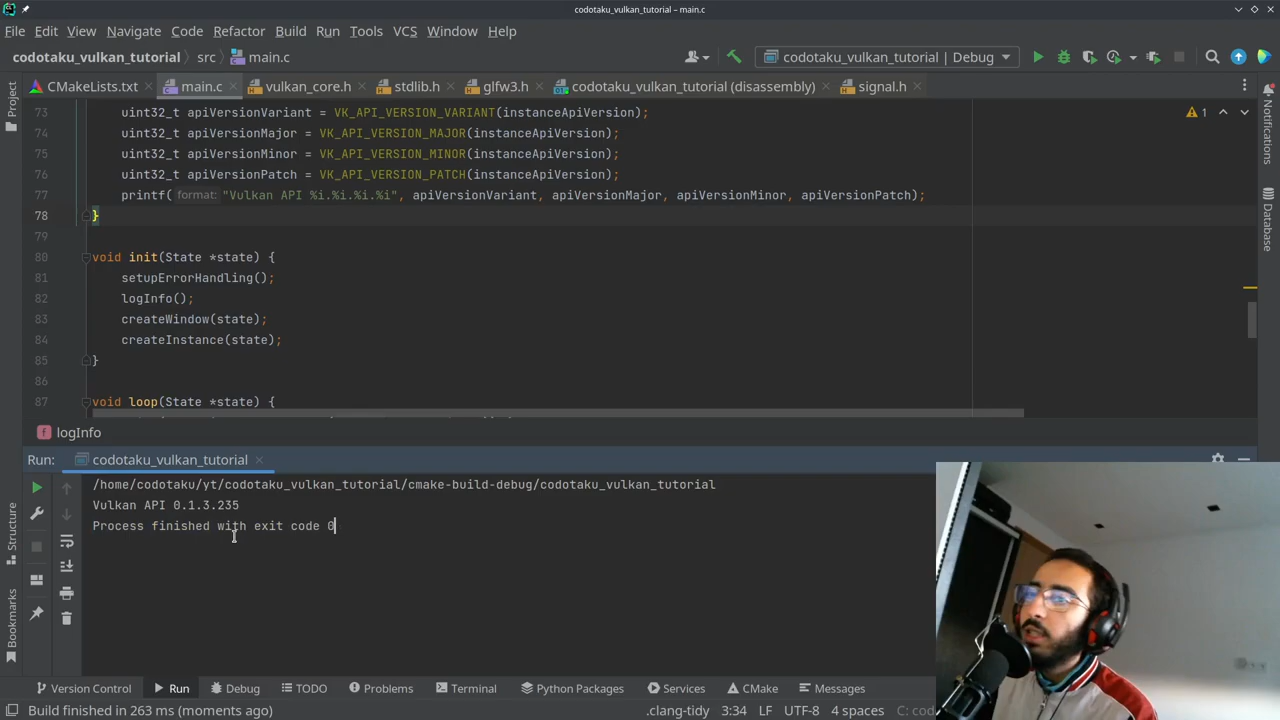 codotaku_vulkan_tutorial – main.c
File Edit View Navigate Code Refactor Build Run Tools VCS Window Help
codotaku_vulkan_tutorial src main.c codotaku_vulkan_tutorial | Debug
Project
CMakeLists.txt main.c vulkan_core.h stdlib.h glfw3.h codotaku_vulkan_tutorial (disassembly) signal.h
Notifications
Database
73 uint32_t apiVersionVariant = VK_API_VERSION_VARIANT(instanceApiVersion); 1
74 uint32_t apiVersionMajor = VK_API_VERSION_MAJOR(instanceApiVersion);
75 uint32_t apiVersionMinor = VK_API_VERSION_MINOR(instanceApiVersion);
76 uint32_t apiVersionPatch = VK_API_VERSION_PATCH(instanceApiVersion);
77 printf( format: "Vulkan API %i.%i.%i.%i", apiVersionVariant, apiVersionMajor, apiVersionMinor, apiVersionPatch);
78 }
79
80 void init(State *state) {
81 setupErrorHandling();
82 logInfo();
83 createWindow(state);
84 createInstance(state);
85 }
86
87 void loop(State *state) {
f logInfo
Run: codotaku_vulkan_tutorial
/home/codotaku/yt/codotaku_vulkan_tutorial/cmake-build-debug/codotaku_vulkan_tutorial
Vulkan API 0.1.3.235
Process finished with exit code 0
Structure
Bookmarks
Version Control Run Debug TODO Problems Terminal Python Packages Services CMake Messages
Build finished in 263 ms (moments ago) .clang-tidy 3:34 LF UTF-8 4 spaces C: codo